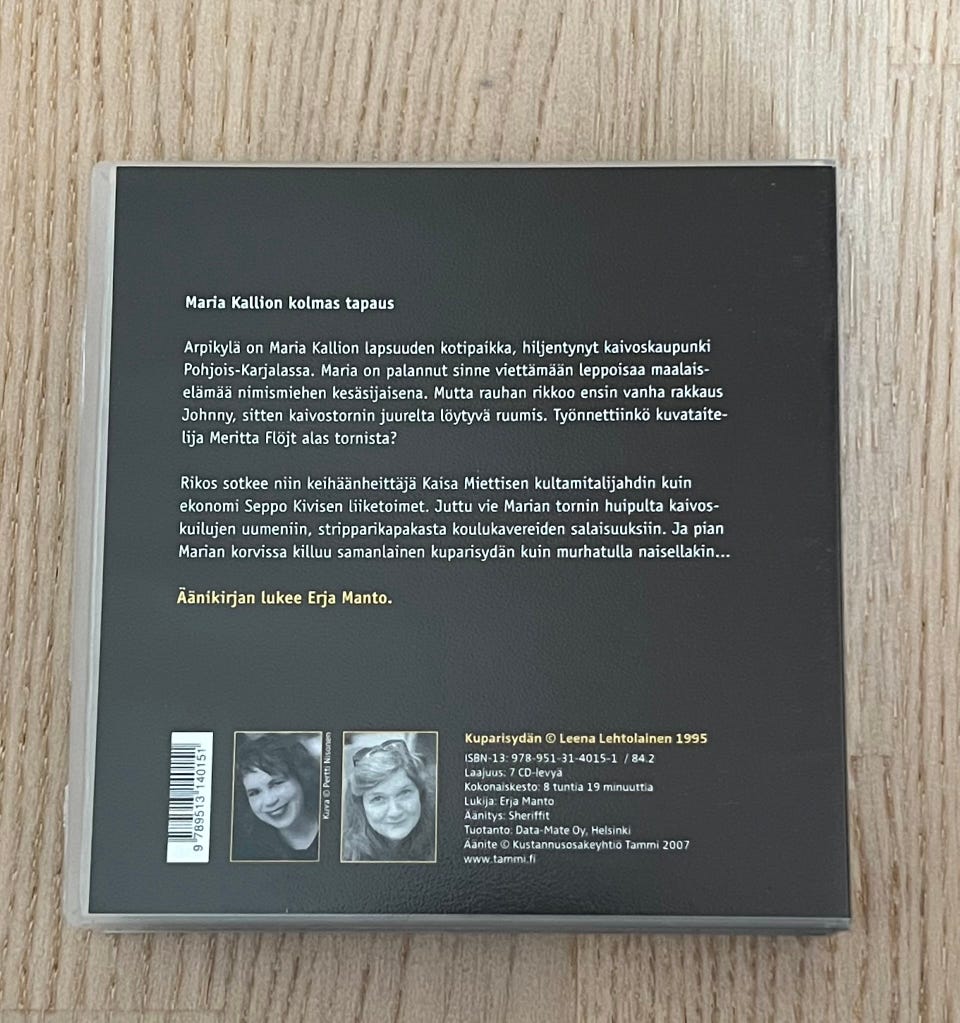 Maria Kallion kolmas tapaus
Arpikylä on Maria Kallion lapsuuden kotipaikka, hiljentynyt kaivoskaupunki
Pohjois-Karjalassa. Maria on palannut sinne viettämään leppoisaa maalais-
elämää nimismiehen kesäsijaisena. Mutta rauhan rikkoo ensin vanha rakkaus
Johnny, sitten kaivostornin juurelta löytyvä ruumis. Työnnettiinkö kuvataite-
lija Meritta Flöjt alas tornista?
Rikos sotkee niin keihäänheittäjä Kaisa Miettisen kultamitalijahdin kuin
ekonomi Seppo Kivisen liiketoimet. Juttu vie Marian tornin huipulta kaivos-
kuilujen uumeniin, stripparikapakasta koulukavereiden salaisuuksiin. Ja pian
Marian korvissa killuu samanlainen kuparisydän kuin murhatulla naisellakin...
Äänikirjan lukee Erja Manto.
9 789513 140151
Kuva © Pertti Nisonen
Kuparisydän © Leena Lehtolainen 1995
ISBN-13: 978-951-31-4015-1 / 84.2
Laajuus: 7 CD-levyä
Kokonaiskesto: 8 tuntia 19 minuuttia
Lukija: Erja Manto
Äänitys: Sheriffit
Tuotanto: Data-Mate Oy, Helsinki
Äänite © Kustannusosakeyhtiö Tammi 2007
www.tammi.fi